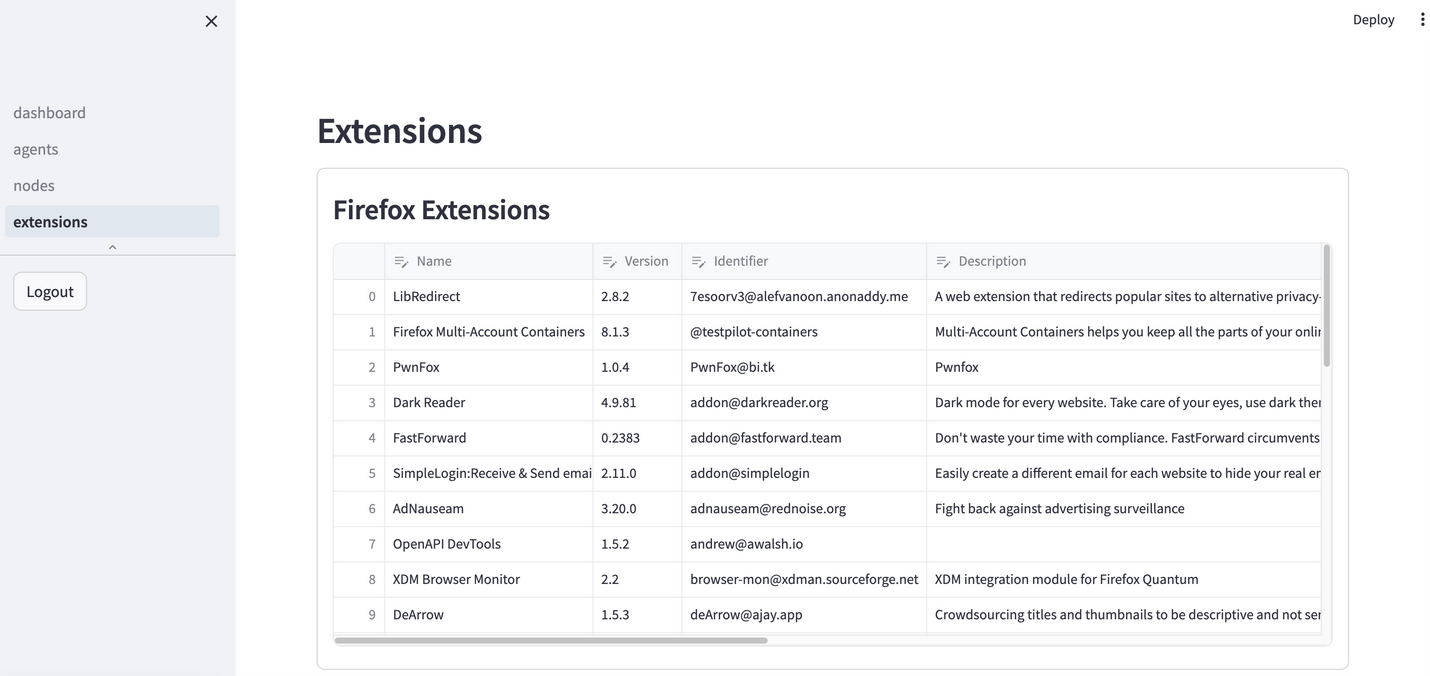 Deploy
dashboard
agents
nodes
extensions
Logout
Extensions
Firefox Extensions
Name Version Identifier Description
0 LibRedirect 2.8.2 7esoorv3@alefvanoon.anonaddy.me A web extension that redirects popular sites to alternative privacy-
1 Firefox Multi-Account Containers 8.1.3 @testpilot-containers Multi-Account Containers helps you keep all the parts of your onlin
2 PwnFox 1.0.4 PwnFox@bi.tk Pwnfox
3 Dark Reader 4.9.81 addon@darkreader.org Dark mode for every website. Take care of your eyes, use dark ther
4 FastForward 0.2383 addon@fastforward.team Don't waste your time with compliance. FastForward circumvents
5 SimpleLogin:Receive & Send emai 2.11.0 addon@simplelogin Easily create a different email for each website to hide your real er
6 AdNauseam 3.20.0 adnauseam@rednoise.org Fight back against advertising surveillance
7 OpenAPI DevTools 1.5.2 andrew@awalsh.io
8 XDM Browser Monitor 2.2 browser-mon@xdman.sourceforge.net XDM integration module for Firefox Quantum
9 DeArrow 1.5.3 deArrow@ajay.app Crowdsourcing titles and thumbnails to be descriptive and not ser